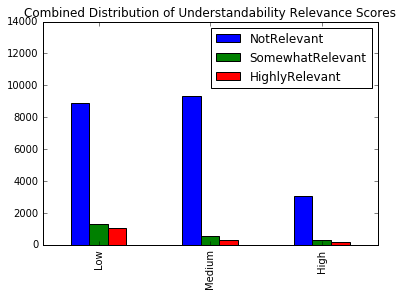 Combined Distribution of Understandability Relevance Scores
14000
12000
10000
8000
6000
4000
2000
0
NotRelevant
SomewhatRelevant
HighlyRelevant
Low
Medium
High